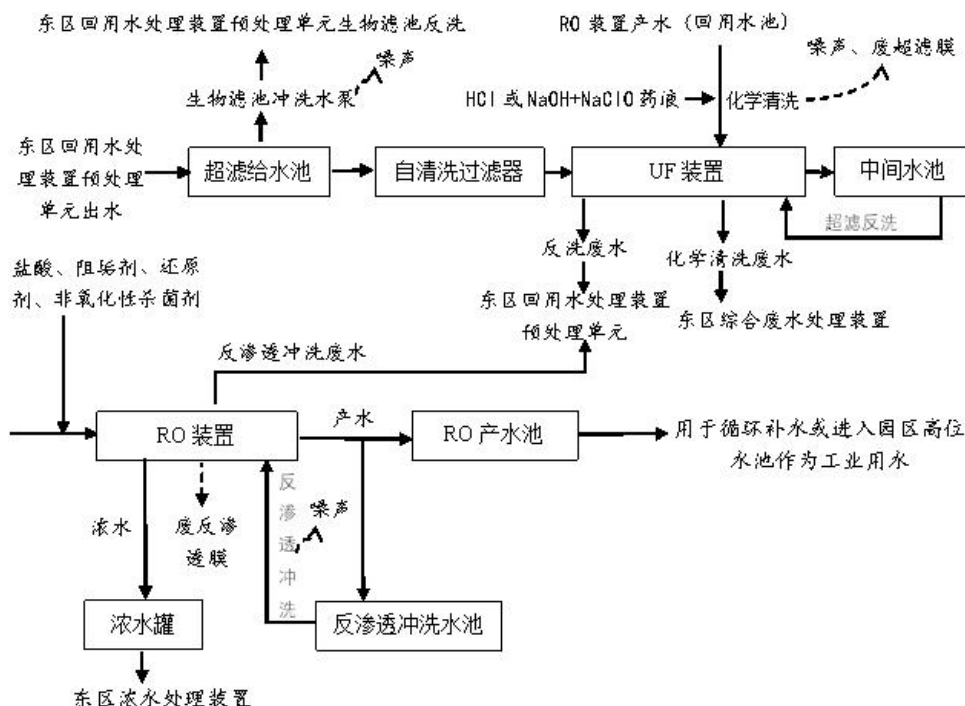 东区回用水处理装置预处理单元生物滤池反洗
RO 装置产水 (回用水池)
噪声
噪声、废超滤膜
生物滤池冲洗水泵
HCl 或 NaOH+NaClO 药液
化学清洗
东区回用水处
理装置预处理
单元出水
超滤给水池
自清洗过滤器
UF 装置
中间水池
超滤反洗
反洗废水
化学清洗废水
盐酸、阻垢剂、还原
剂、非氧化性杀菌剂
东区回用水处理装置
预处理单元
东区综合废水处理装置
反渗透冲洗废水
RO 装置
产水
RO 产水池
用于循环补水或进入园区高位
水池作为工业用水
反渗透冲洗
噪声
浓水
废反渗
透膜
浓水罐
反渗透冲洗水池
东区浓水处理装置